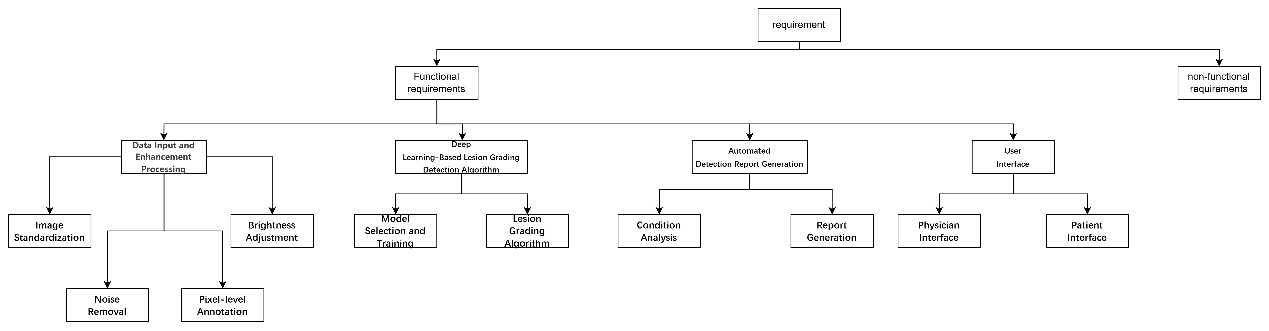 requirement
Functional
requirements
non-functional
requirements
Data Input and
Enhancement
Processing
Deep
Learning-Based Lesion Grading
Detection Algorithm
Automated
Detection Report Generation
User
Interface
Image
Standardization
Brightness
Adjustment
Model
Selection and
Training
Lesion
Grading
Algorithm
Condition
Analysis
Report
Generation
Physician
Interface
Patient
Interface
Noise
Removal
Pixel-level
Annotation